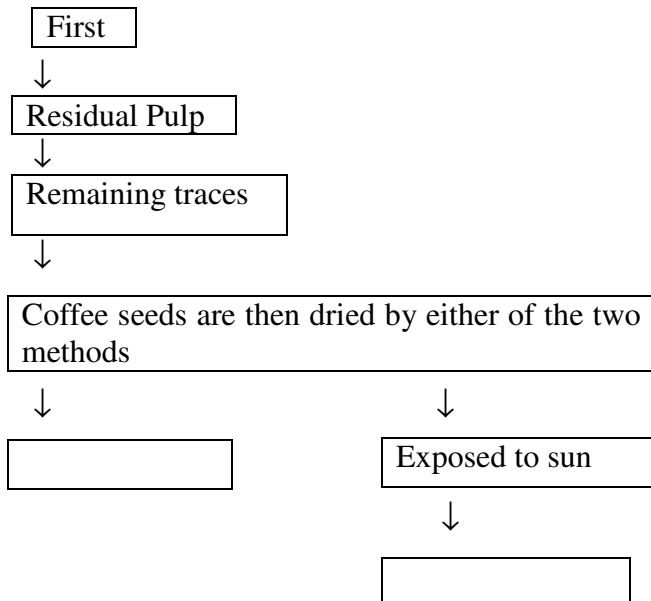 First
↓
Residual Pulp
↓
Remaining traces
↓
Coffee seeds are then dried by either of the two
methods
↓ ↓
Exposed to sun
↓